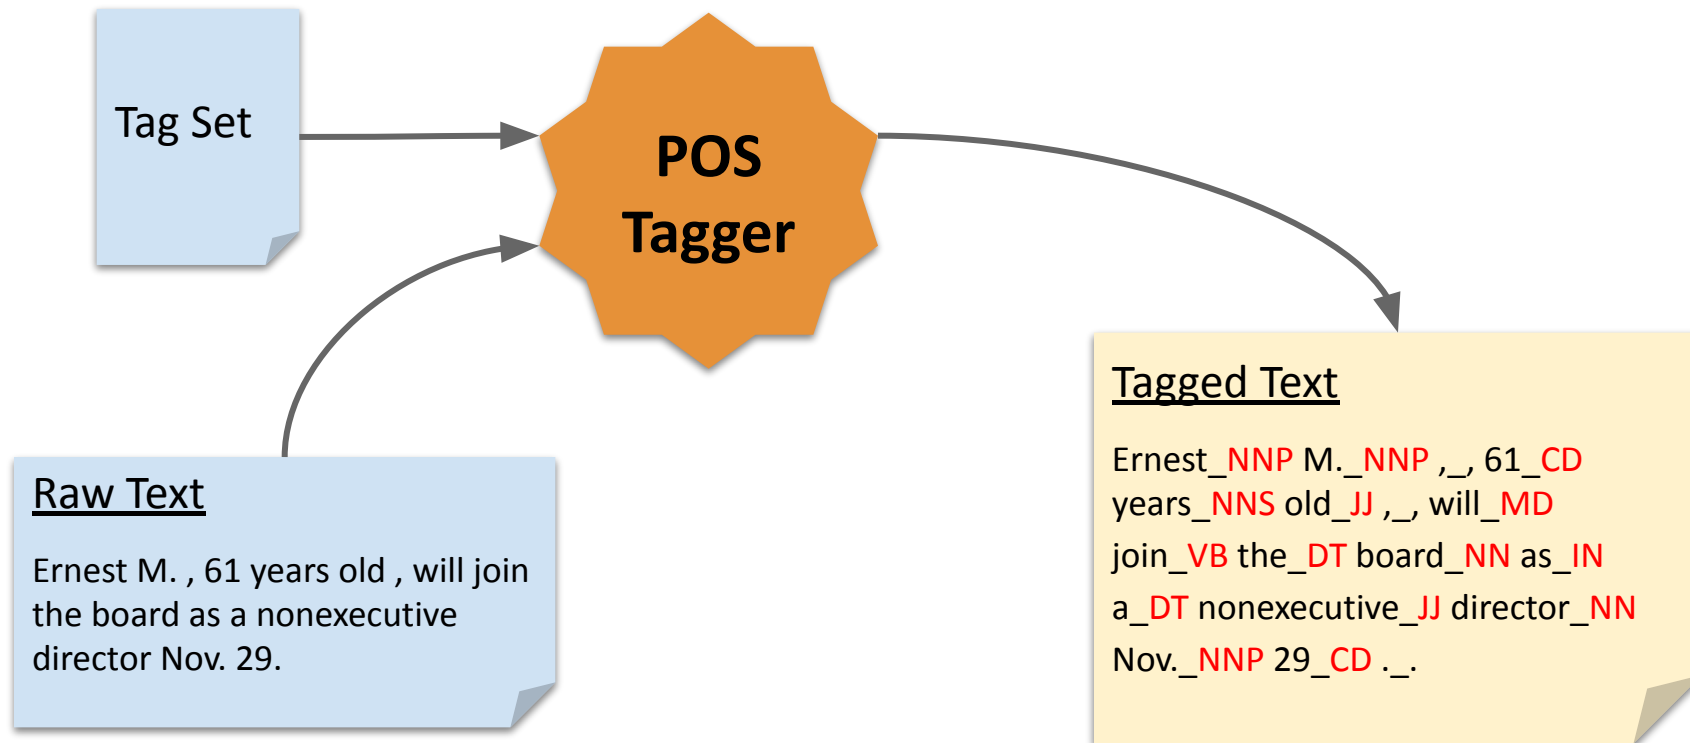 Tag Set
POS
Tagger
Raw Text
Ernest M. , 61 years old , will join
the board as a nonexecutive
director Nov. 29.
Tagged Text
Ernest_NNP M._NNP ,_, 61_CD
years_NNS old_JJ ,_, will_MD
join_VB the_DT board_NN as_IN
a_DT nonexecutive_JJ director_NN
Nov._NNP 29_CD ._.